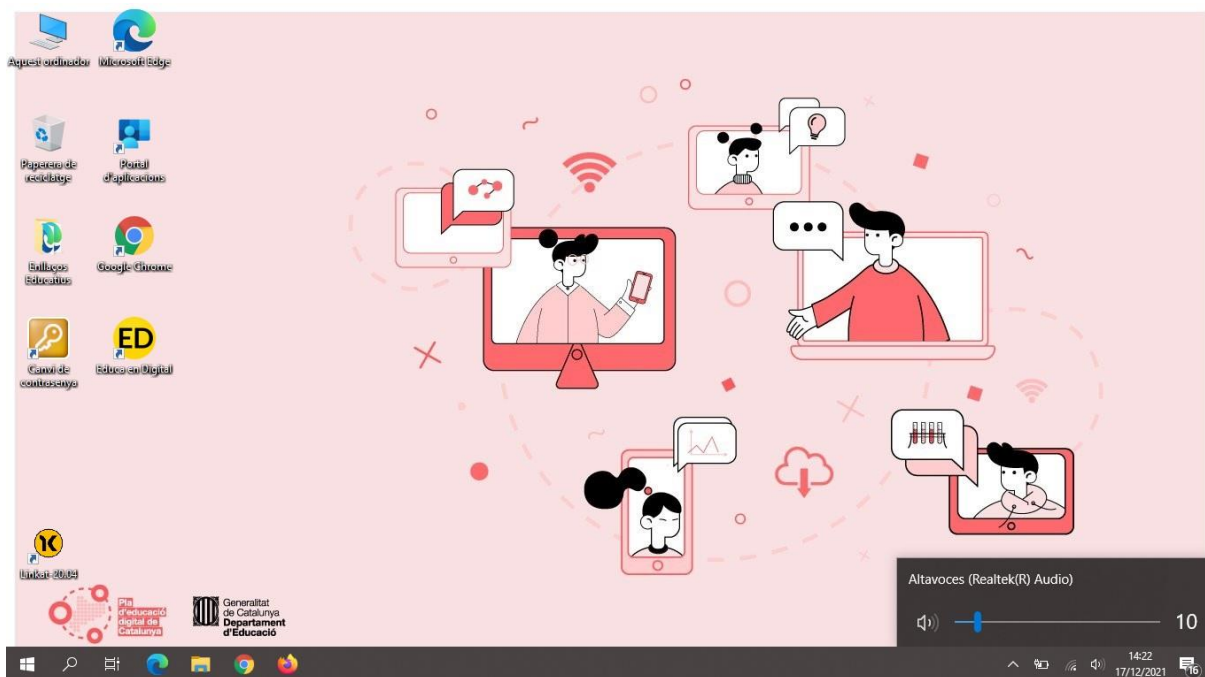 Aquest ordinador
Microsoft Edge
Paperera de
reciclatge
Portal
d'aplicacions
Enllaços
Educatius
Google Chrome
Canvi de
contrasenya
ED
Educa en Digital
Linkat-20.04
Pla
d'educació
digital de
Catalunya
Generalitat
de Catalunya
Departament
d'Educació
Altavoces (Realtek(R) Audio)
10
14:22
17/12/2021
16